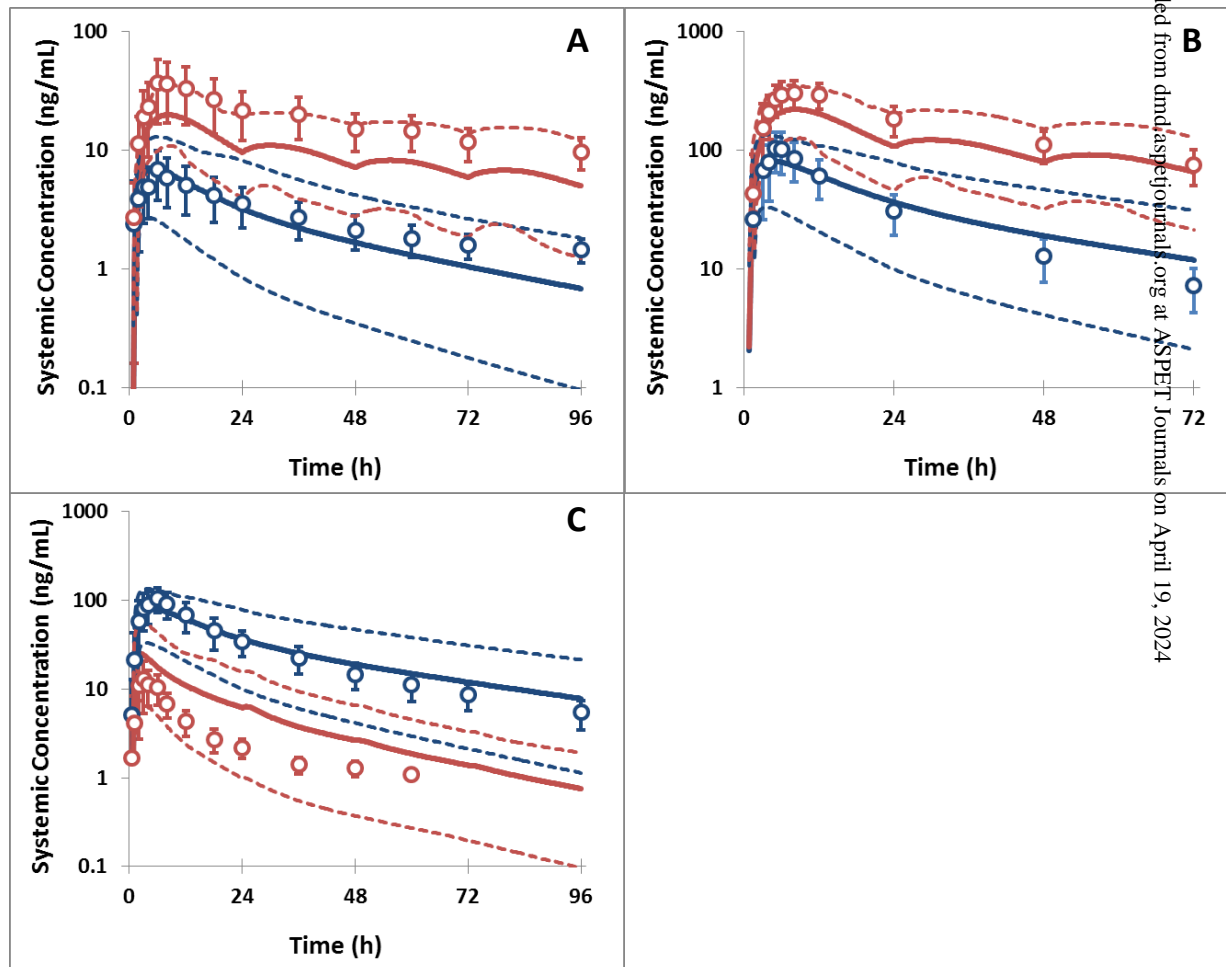 A
Systemic Concentration (ng/mL)
100
10
1
0.1
0 24 48 72 96
Time (h)
B
Systemic Concentration (ng/mL)
1000
100
10
1
0 24 48 72
Time (h)
C
Systemic Concentration (ng/mL)
1000
100
10
1
0.1
0 24 48 72 96
Time (h)
led from dmd.aspetjournals.org at ASPET Journals on April 19, 2024